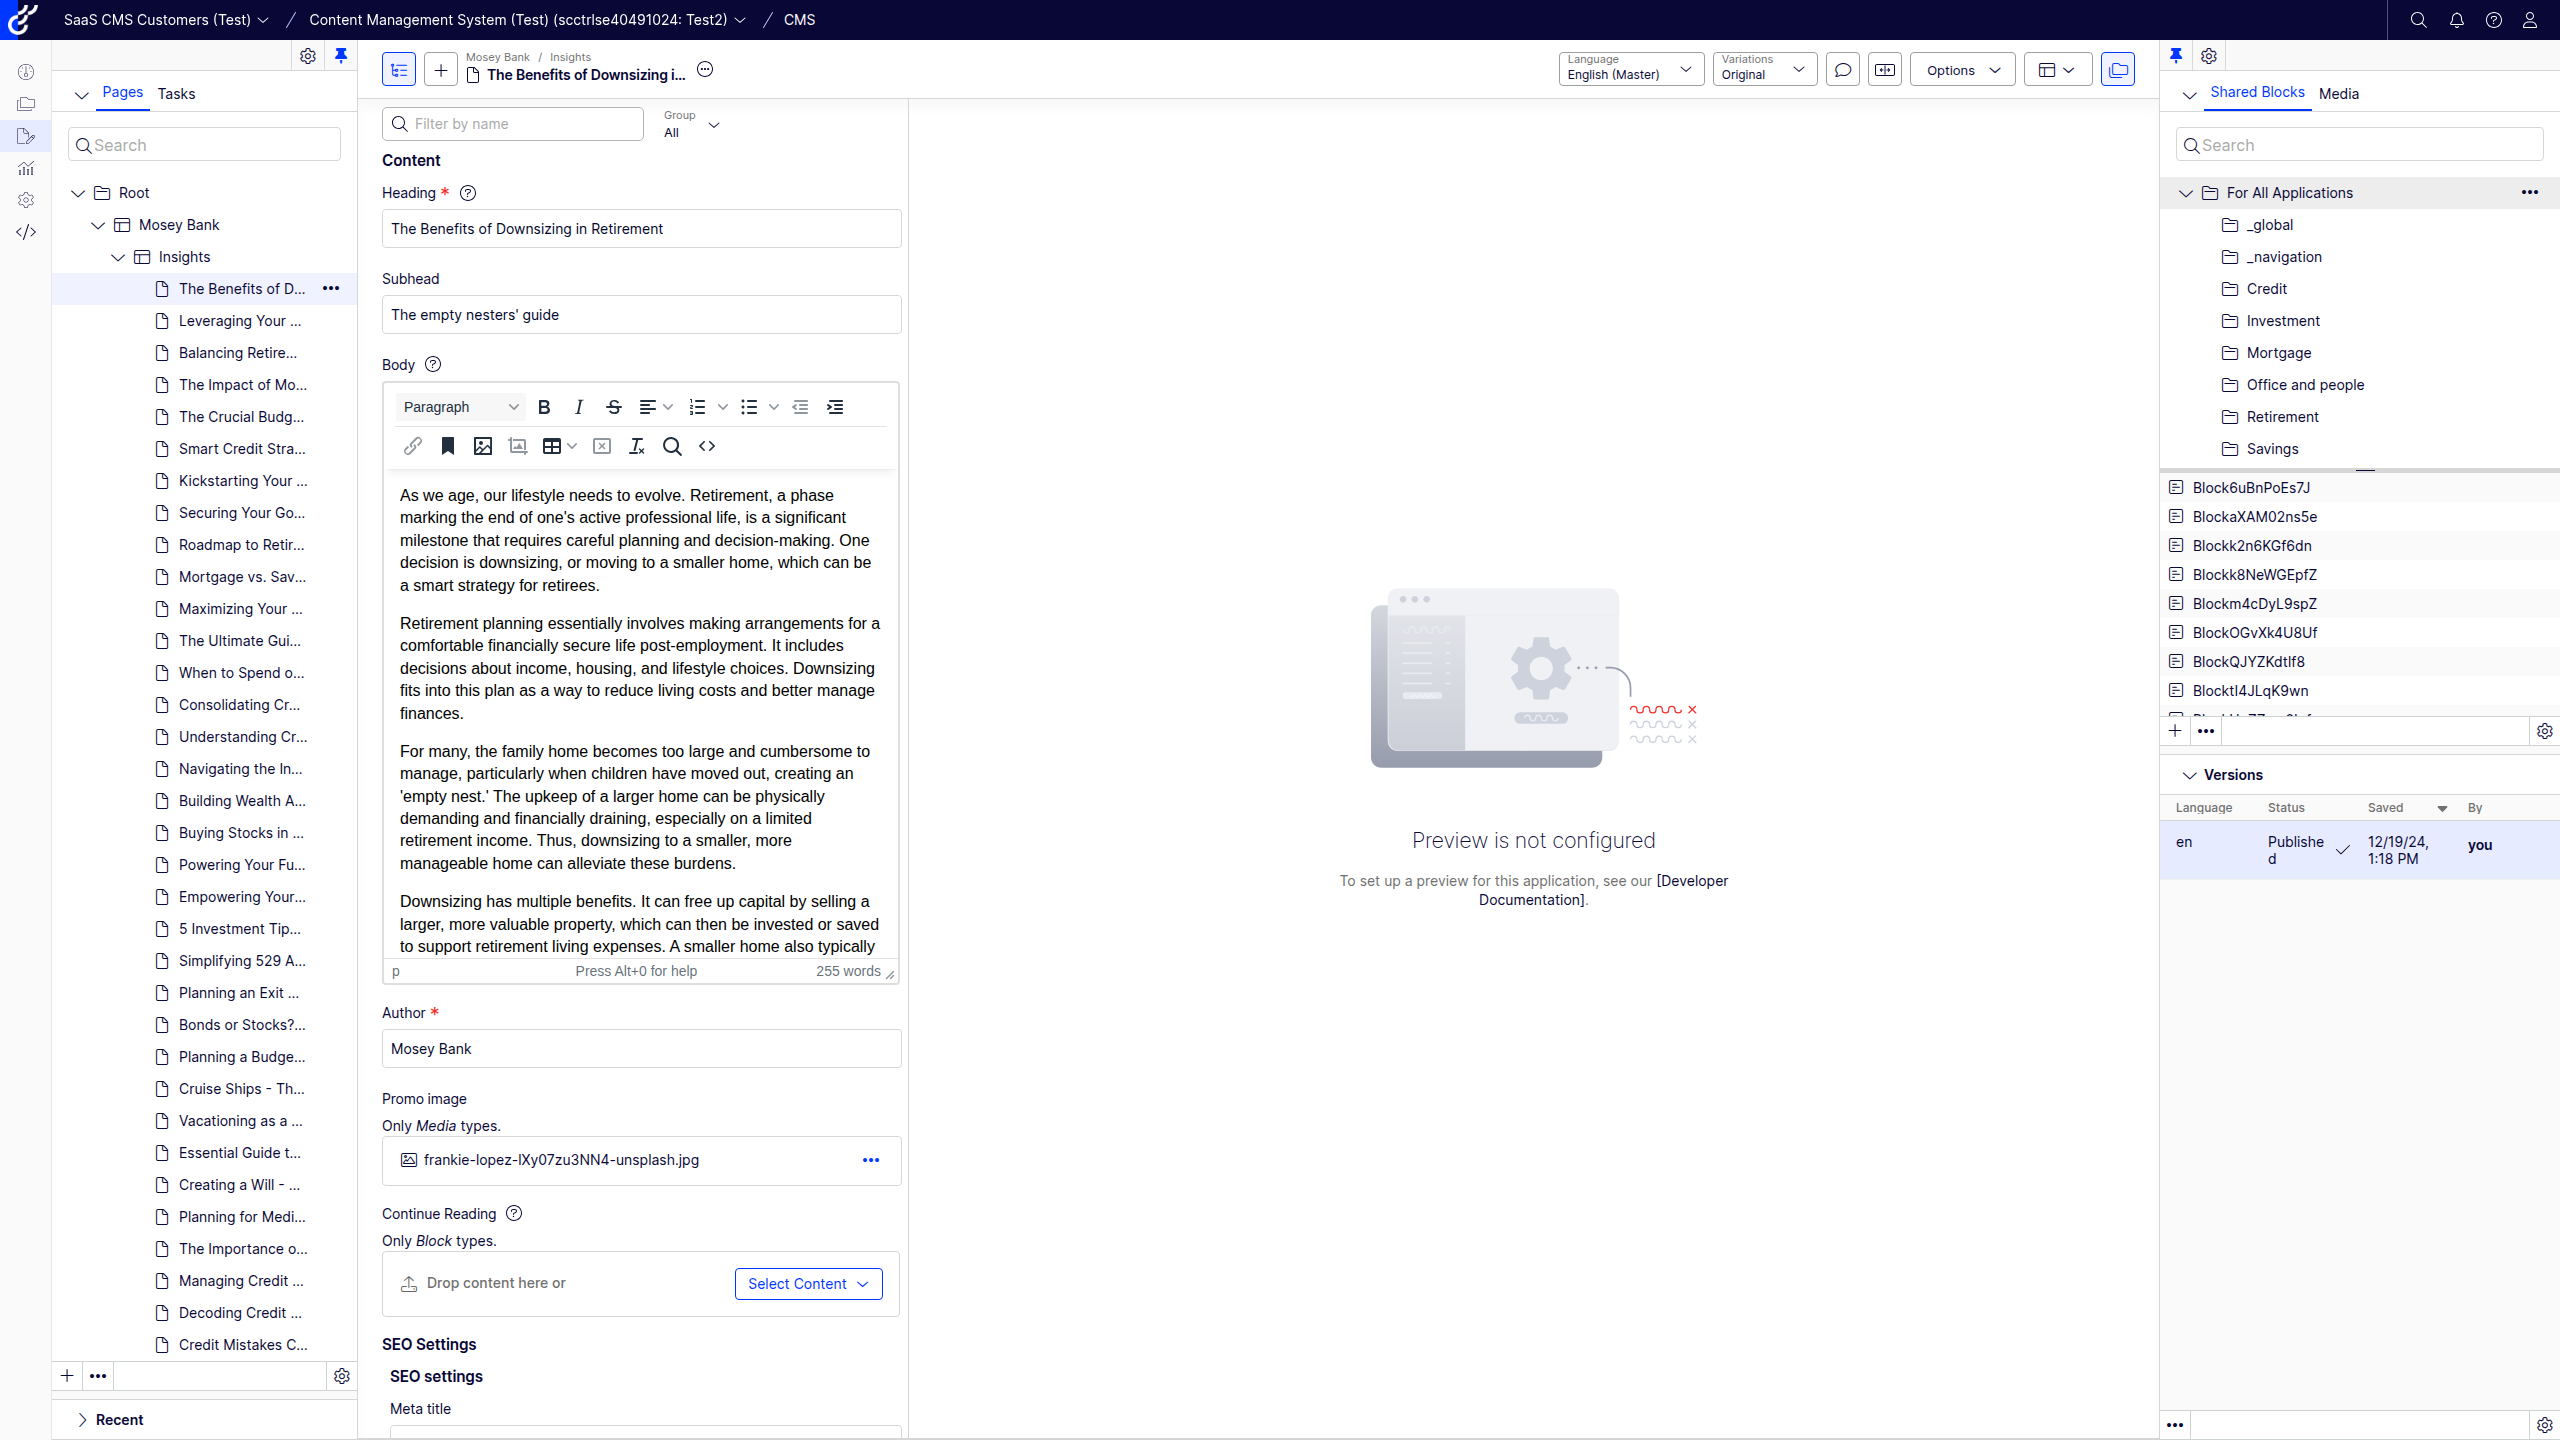 SaaS CMS Customers (Test) / Content Management System (Test) (scctrlse40491024: Test2) / CMS
Pages Tasks
Search
Root
Mosey Bank
Insights
The Benefits of D...
Leveraging Your ...
Balancing Retire...
The Impact of Mo...
The Crucial Budg...
Smart Credit Stra...
Kickstarting Your ...
Securing Your Go...
Roadmap to Retir...
Mortgage vs. Sav...
Maximizing Your ...
The Ultimate Gui...
When to Spend o...
Consolidating Cr...
Understanding Cr...
Navigating the In...
Building Wealth A...
Buying Stocks in ...
Powering Your Fu...
Empowering Your...
5 Investment Tip...
Simplifying 529 A...
Planning an Exit ...
Bonds or Stocks?...
Planning a Budge...
Cruise Ships - Th...
Vacationing as a ...
Essential Guide t...
Creating a Will - ...
Planning for Medi...
The Importance o...
Managing Credit ...
Decoding Credit ...
Credit Mistakes C...
Recent
Mosey Bank / Insights
The Benefits of Downsizing i...
Language
English (Master)
Variations
Original
Options
Filter by name
Group
All
Content
Heading *
The Benefits of Downsizing in Retirement
Subhead
The empty nesters' guide
Body
Paragraph
As we age, our lifestyle needs to evolve. Retirement, a phase
marking the end of one's active professional life, is a significant
milestone that requires careful planning and decision-making. One
decision is downsizing, or moving to a smaller home, which can be
a smart strategy for retirees.
Retirement planning essentially involves making arrangements for a
comfortable financially secure life post-employment. It includes
decisions about income, housing, and lifestyle choices. Downsizing
fits into this plan as a way to reduce living costs and better manage
finances.
For many, the family home becomes too large and cumbersome to
manage, particularly when children have moved out, creating an
'empty nest.' The upkeep of a larger home can be physically
demanding and financially draining, especially on a limited
retirement income. Thus, downsizing to a smaller, more
manageable home can alleviate these burdens.
Downsizing has multiple benefits. It can free up capital by selling a
larger, more valuable property, which can then be invested or saved
to support retirement living expenses. A smaller home also typically
p Press Alt+0 for help 255 words
Author *
Mosey Bank
Promo image
Only Media types.
frankie-lopez-lXy07zu3NN4-unsplash.jpg
Continue Reading
Only Block types.
Drop content here or
Select Content
SEO Settings
SEO settings
Meta title
Preview is not configured
To set up a preview for this application, see our [Developer
Documentation].
Shared Blocks Media
Search
For All Applications
_global
_navigation
Credit
Investment
Mortgage
Office and people
Retirement
Savings
Block6uBnPoEs7J
BlockaXAM02ns5e
Blockk2n6KGf6dn
Blockk8NeWGEpfZ
Blockm4cDyL9spZ
BlockOGvXk4U8Uf
BlockQJYZKdtIf8
BlocktI4JLqK9wn
Versions
Language Status Saved By
en Publishe 12/19/24, you
d 1:18 PM